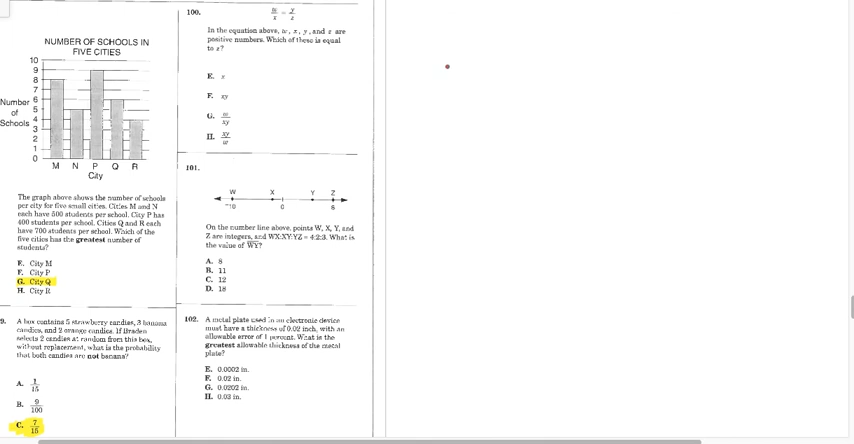 NUMBER OF SCHOOLS IN
FIVE CITIES
10
9
8
7
6
5
4
3
2
1
0
Number
of
Schools
M N P Q R
City
The graph above shows the number of schools
per city for five small cities. Cities M and N
each have 500 students per school. City P has
400 students per school. Cities Q and R each
have 700 students per school. Which of the
five cities has the greatest number of
students?
E. City M
F. City P
G. City Q
H. City R
9. A box contains 5 strawberry candies, 3 banana
candies, and 2 orange candies. If Braden
selects 2 candies at random from this box,
without replacement, what is the probability
that both candies are not banana?
A. 1/15
B. 9/100
C. 7/15
100. w/x = y/z
In the equation above, w, x, y, and z are
positive numbers. Which of these is equal
to z?
E. x
F. xy
G. w/xy
H. xy/w
101.
W X Y Z
-10 0 8
On the number line above, points W, X, Y, and
Z are integers, and WX:XY:YZ = 4:2:3. What is
the value of WY?
A. 8
B. 11
C. 12
D. 18
102. A metal plate used in an electronic device
must have a thickness of 0.02 inch, with an
allowable error of 1 percent. What is the
greatest allowable thickness of the metal
plate?
E. 0.0002 in.
F. 0.02 in.
G. 0.0202 in.
H. 0.03 in.